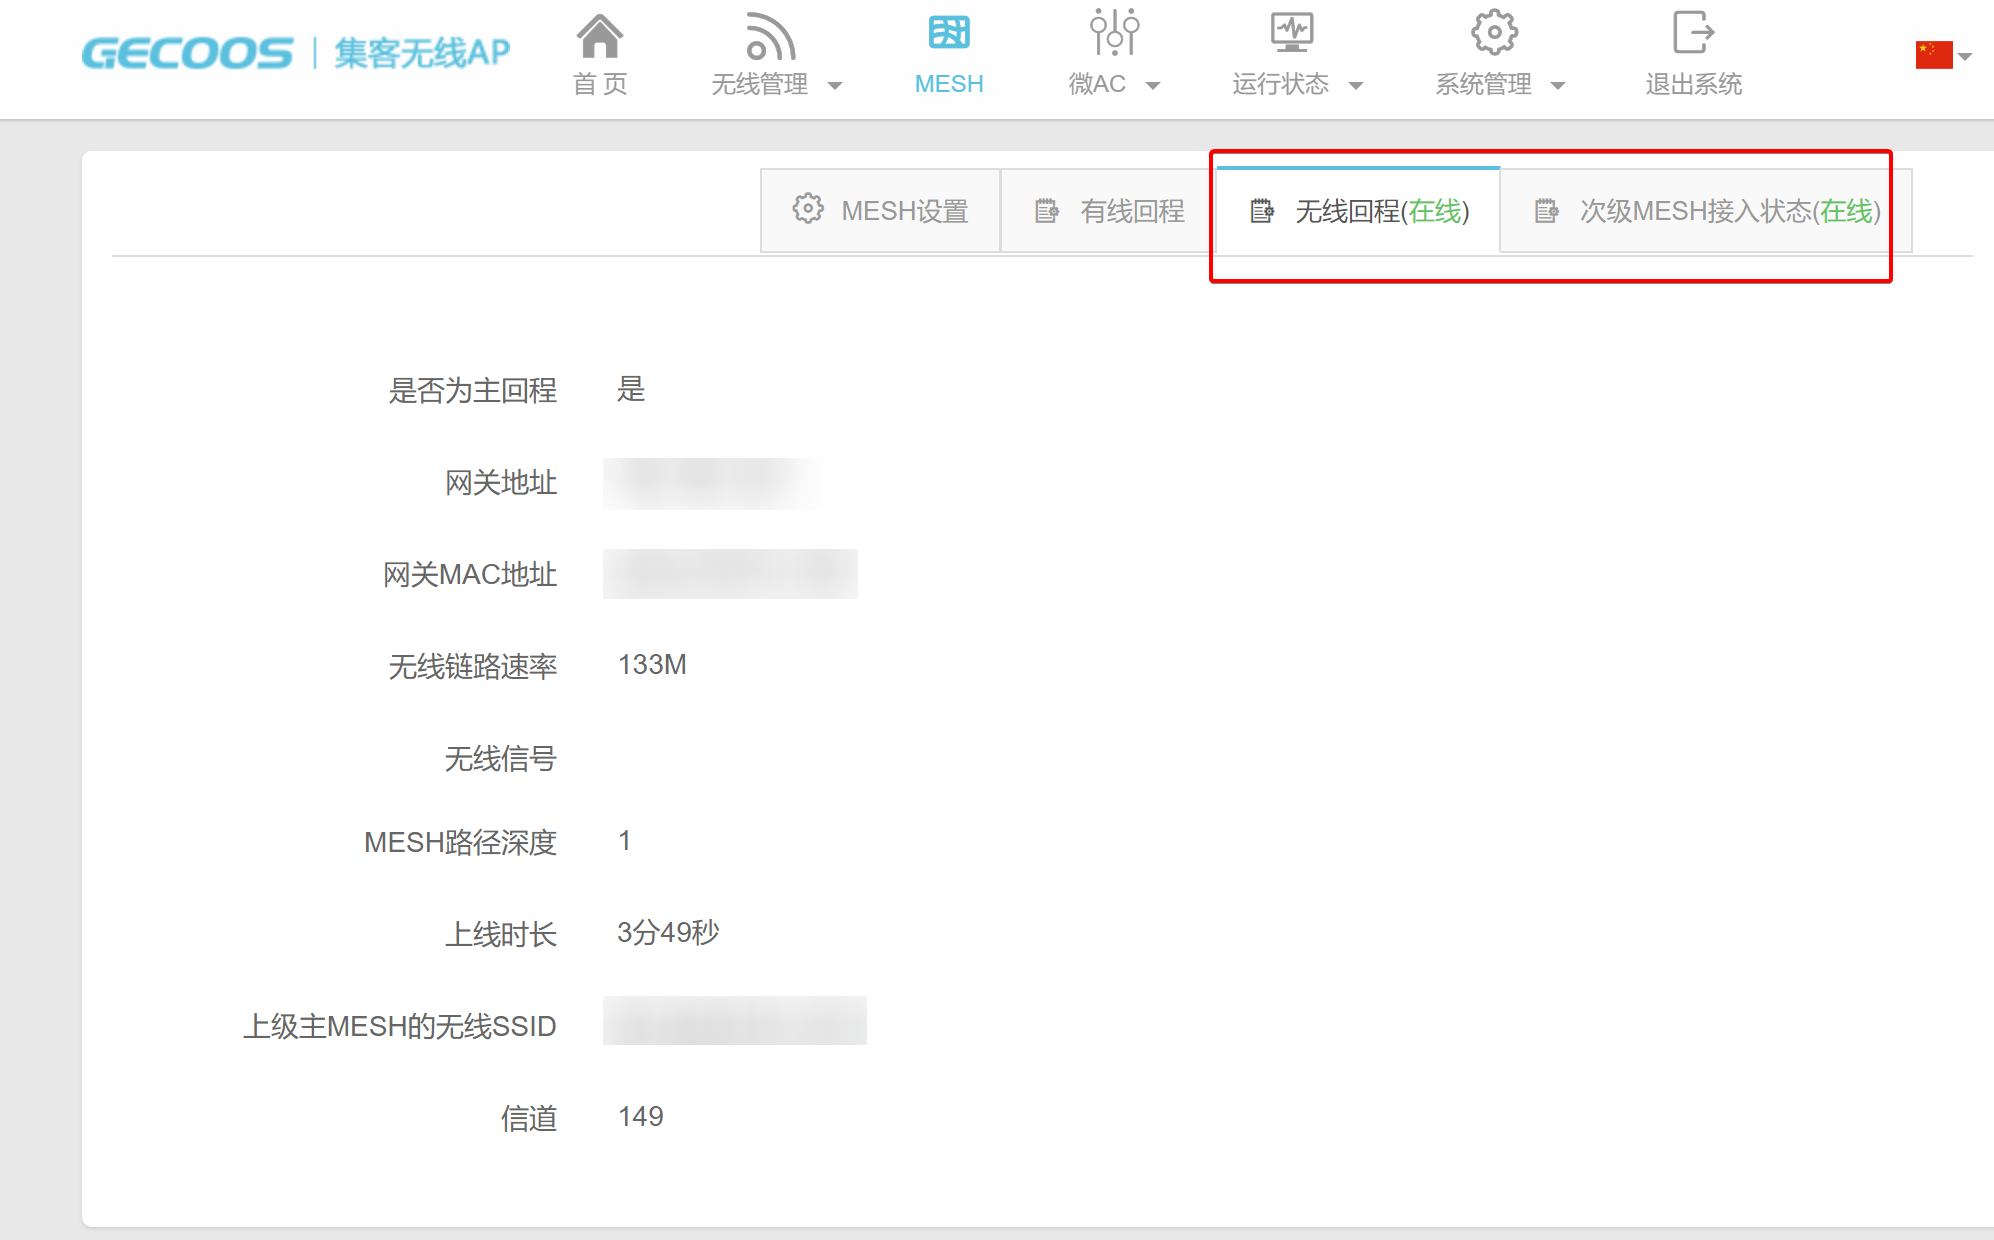 GECOOS | 集客无线AP
首 页
无线管理
MESH
微AC
运行状态
系统管理
退出系统
MESH设置
有线回程
无线回程(在线)
次级MESH接入状态(在线)
是否为主回程 是
网关地址
网关MAC地址
无线链路速率 133M
无线信号
MESH路径深度 1
上线时长 3分49秒
上级主MESH的无线SSID
信道 149